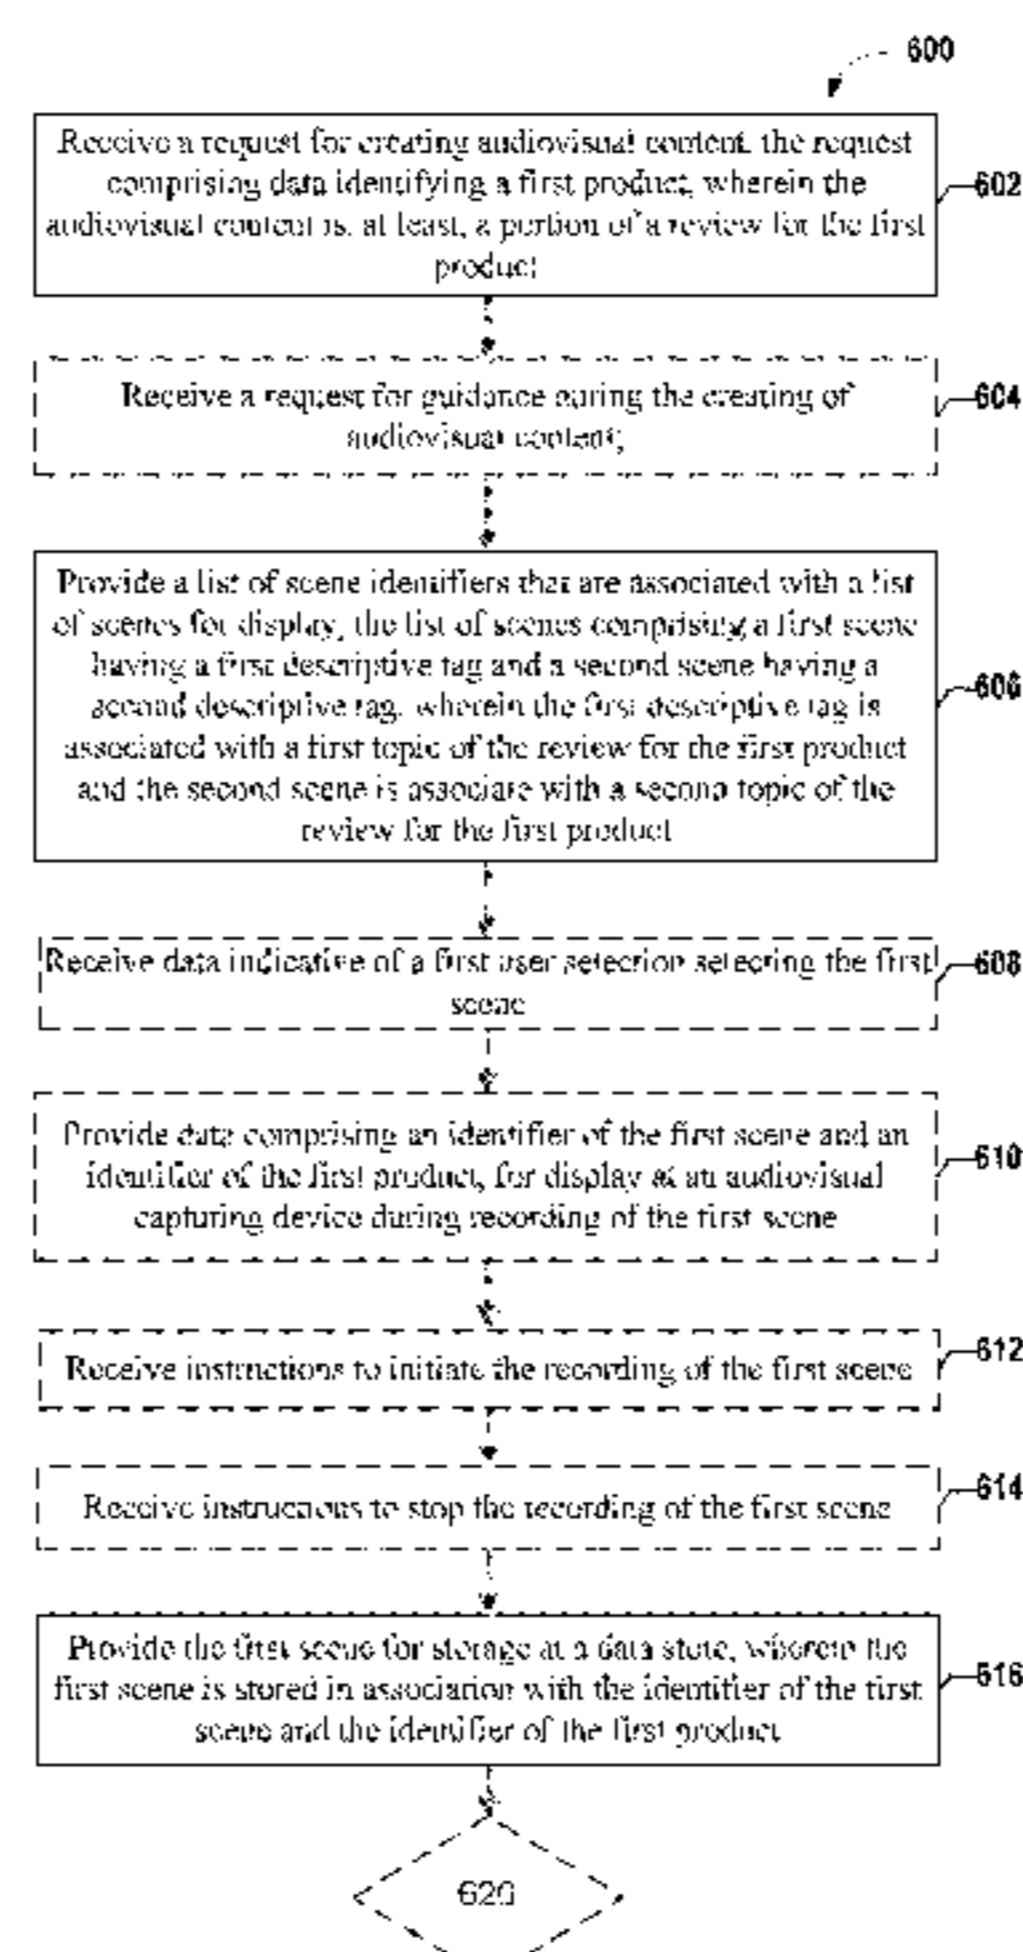 600
Receive a request for creating audiovisual content, the request
comprising data identifying a first product, wherein the
audiovisual content is, at least, a portion of a review for the first
product
602
Receive a request for guidance during the creating of
audiovisual content;
604
Provide a list of scene identifiers that are associated with a list
of scenes for display, the list of scenes comprising a first scene
having a first descriptive tag and a second scene having a
second descriptive tag, wherein the first descriptive tag is
associated with a first topic of the review for the first product
and the second scene is associate with a second topic of the
review for the first product
606
Receive data indicative of a first user selection selecting the first
scene
608
Provide data comprising an identifier of the first scene and an
identifier of the first product, for display at an audiovisual
capturing device during recording of the first scene
610
Receive instructions to initiate the recording of the first scene
612
Receive instructions to stop the recording of the first scene
614
Provide the first scene for storage at a data store, wherein the
first scene is stored in association with the identifier of the first
scene and the identifier of the first product
616
620